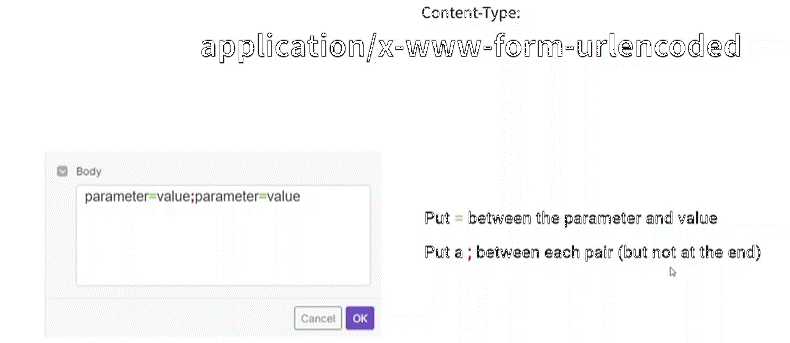 Content-Type:
application/x-www-form-urlencoded
Body
parameter=value;parameter=value
Put = between the parameter and value
Put a ; between each pair (but not at the end)
Cancel OK